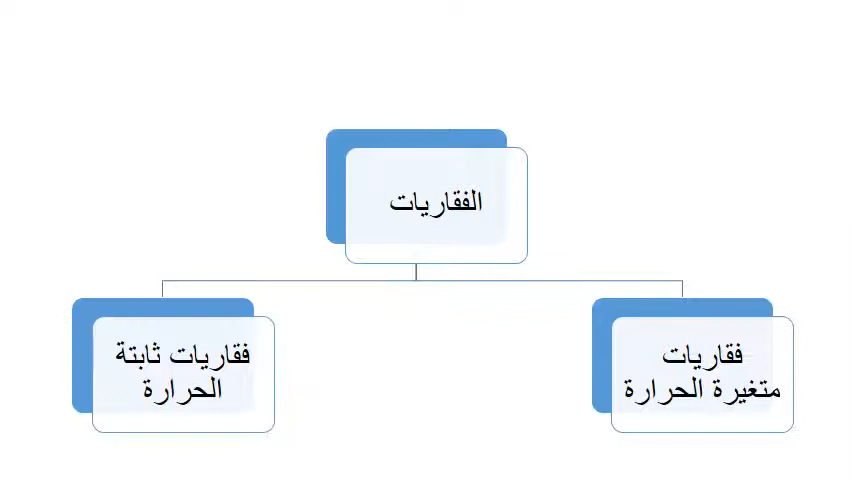 الفقاريات
فقاريات
متغيرة الحرارة
فقاريات ثابتة
الحرارة